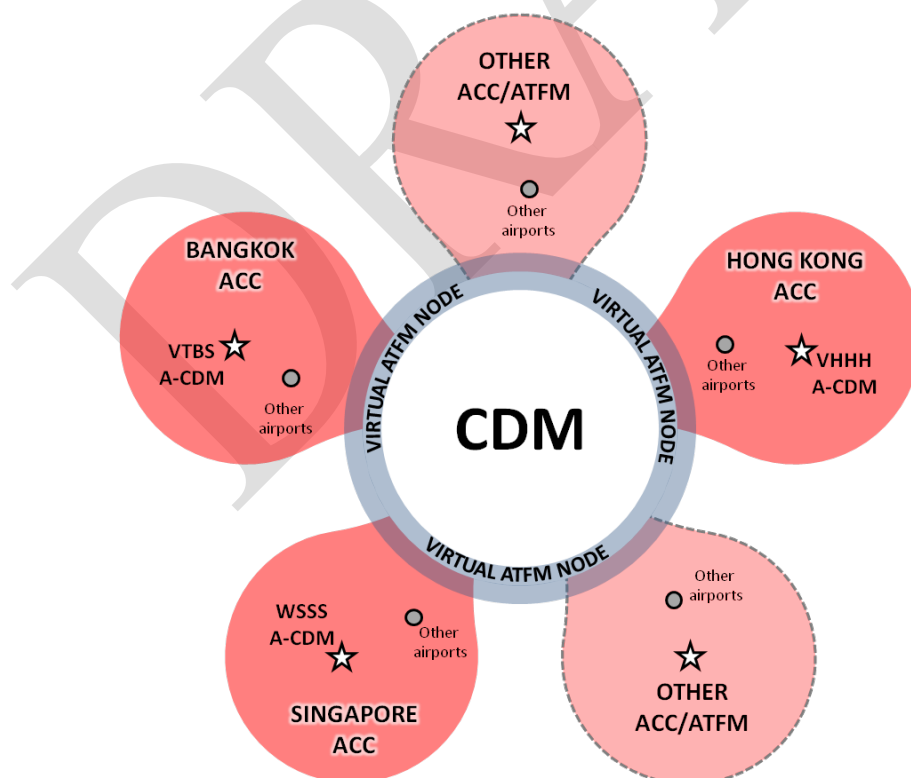 OTHER
ACC/ATFM
Other
airports
BANGKOK
ACC
VTBS
A-CDM
Other
airports
HONG KONG
ACC
Other
airports
VHHH
A-CDM
VIRTUAL ATFM NODE
VIRTUAL ATFM NODE
CDM
VIRTUAL ATFM NODE
WSSS
A-CDM
Other
airports
SINGAPORE
ACC
Other
airports
OTHER
ACC/ATFM